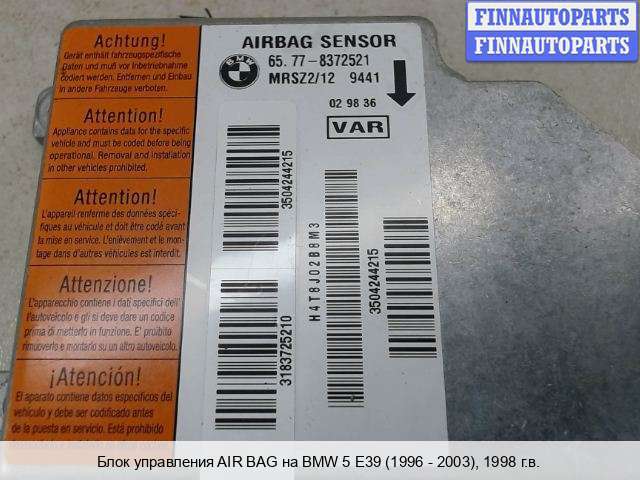 FINNAUTOPARTS
FINNAUTOPARTS
Achtung!
Gerät enthält fahrzeugspezifische
Daten und muß vor Inbetriebnahme
codiert werden. Entfernen und Einbau
in andere Fahrzeuge verboten.
Attention!
Appliance contains data for the specific
vehicle and must be coded before being
operational. Removal and installation
in other vehicles prohibited.
Attention!
L'appareil renferme des données spéci-
fiques au véhicule et doit être codé avant
la mise en service. L'enlèvement et le mon-
tage dans d'autres véhicules est interdit.
Attenzione!
L'apparecchio contiene i dati specifici dell'
autoveicolo e gli si deve dare un codice
prima di metterlo in funzione. E' proibito
rimuoverlo e montarlo su un altro autoveicolo.
¡Atención!
El aparato contiene datos específicos del
vehículo y debe ser codificado antes
de la puesta en servicio. Está prohibido
AIRBAG SENSOR
BMW
65.77-8372521
MRSZ2/12 9441
029836
VAR
3504244215
3183725210
H4T8J02B8M3
3504244215
Блок управления AIR BAG на BMW 5 E39 (1996 - 2003), 1998 г.в.